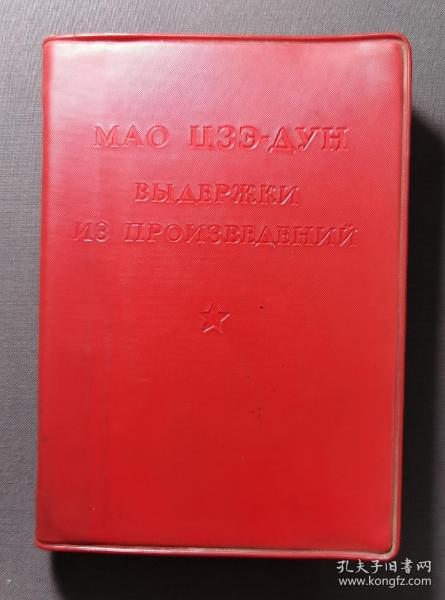 МАО ЦЗЭ-ДУН
ВЫДЕРЖКИ
ИЗ ПРОИЗВЕДЕНИЙ
孔夫子旧书网
www.kongfz.com